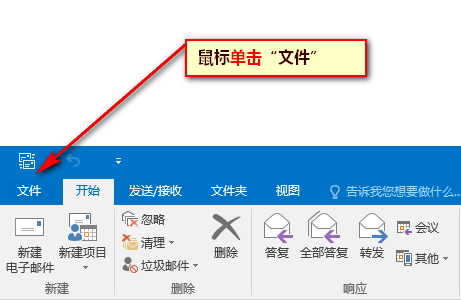 鼠标单击“文件”
文件 开始 发送/接收 文件夹 视图 告诉我您想要做什么...
新建
电子邮件
新建项目
忽略
清理
垃圾邮件
删除
答复
全部答复
转发
会议
其他
新建 删除 响应